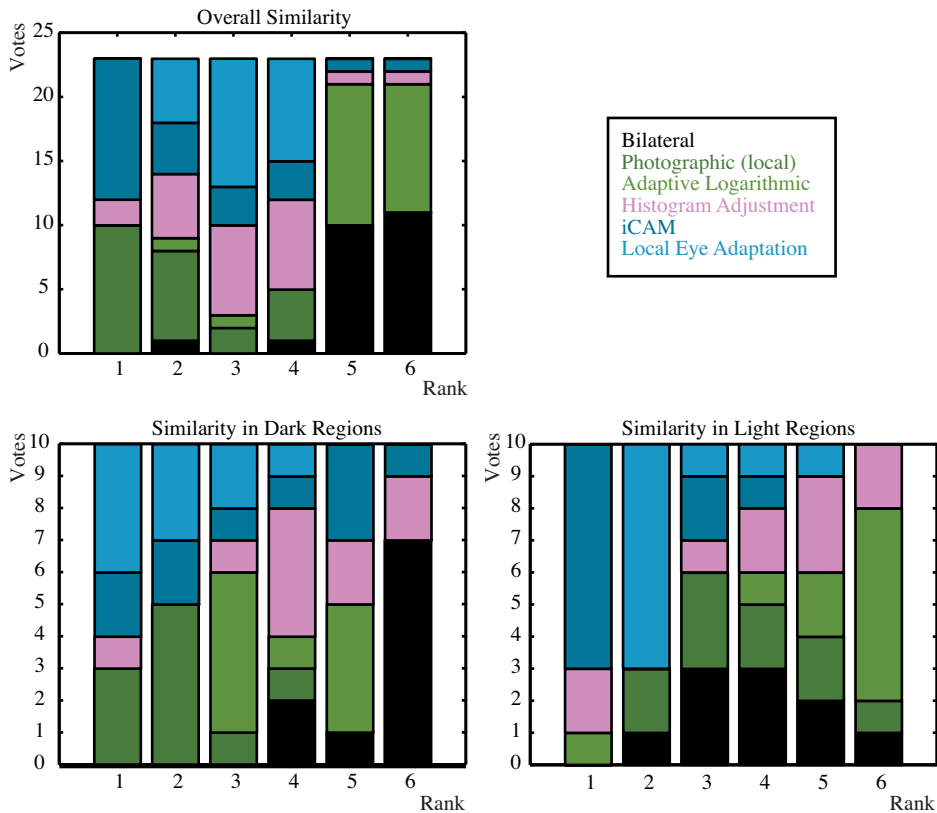 Overall Similarity
Votes
25
20
15
10
5
0
1 2 3 4 5 6
Rank
Bilateral
Photographic (local)
Adaptive Logarithmic
Histogram Adjustment
iCAM
Local Eye Adaptation
Similarity in Dark Regions
Votes
10
9
8
7
6
5
4
3
2
1
0
1 2 3 4 5 6
Rank
Similarity in Light Regions
Votes
10
9
8
7
6
5
4
3
2
1
0
1 2 3 4 5 6
Rank